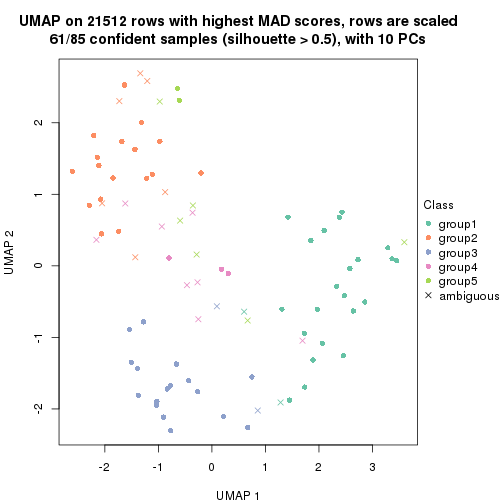 UMAP on 21512 rows with highest MAD scores, rows are scaled
61/85 confident samples (silhouette > 0.5), with 10 PCs
UMAP 2
2
1
0
-1
-2
-2
-1
0
1
2
3
UMAP 1
Class
group1
group2
group3
group4
group5
ambiguous